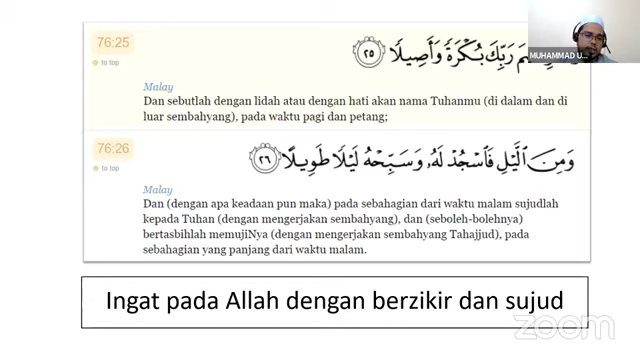 76:25
مَ رَبِّكَ بُكْرَةً وَأَصِيلًا ٢٥
MUHAMMAD U...
to top
Malay
Dan sebutlah dengan lidah atau dengan hati akan nama Tuhanmu (di dalam dan di
luar sembahyang), pada waktu pagi dan petang;
76:26
وَمِنَ ٱلَّيْلِ فَٱسْجُدْ لَهُۥ وَسَبِّحْهُ لَيْلًا طَوِيلًا ٢٦
to top
Malay
Dan (dengan apa keadaan pun maka) pada sebahagian dari waktu malam sujudlah
kepada Tuhan (dengan mengerjakan sembahyang), dan (seboleh-bolehnya)
bertasbihlah memujiNya (dengan mengerjakan sembahyang Tahajjud), pada
sebahagian yang panjang dari waktu malam.
Ingat pada Allah dengan berzikir dan sujud
zoom